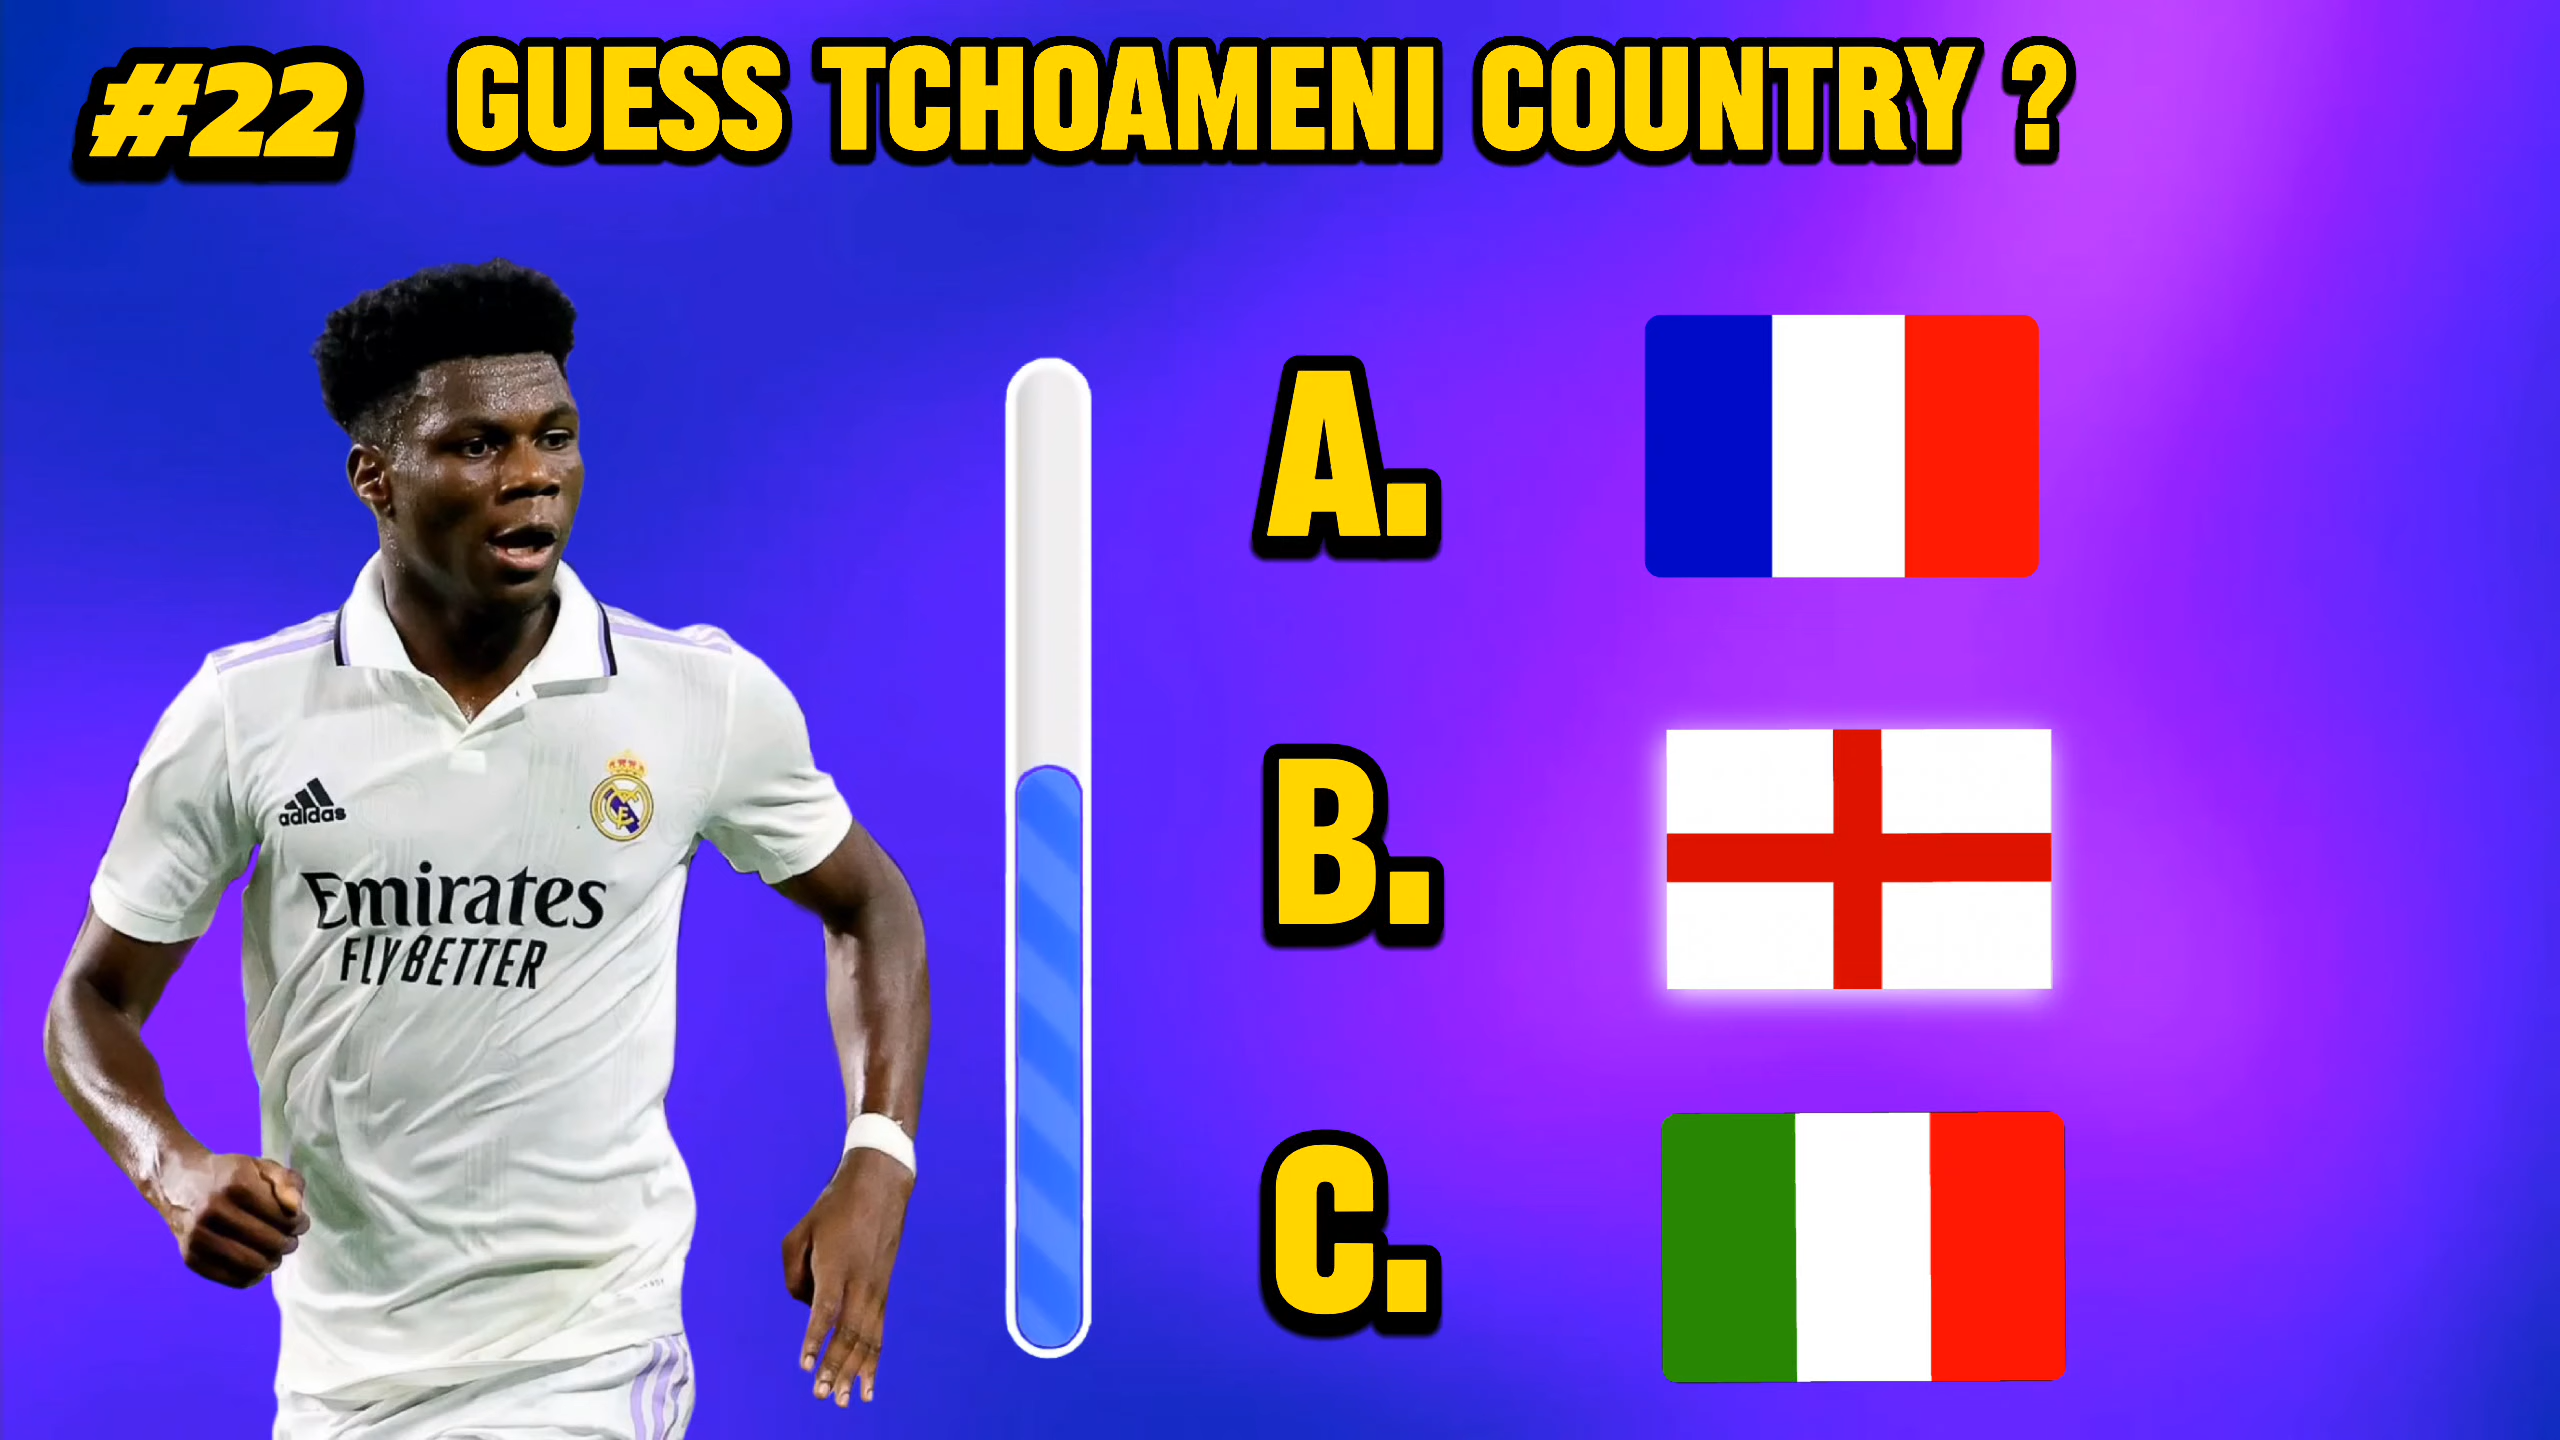 #22 GUESS TCHOAMENI COUNTRY ?
A.
adidas
Emirates
FLY BETTER
B.
C.